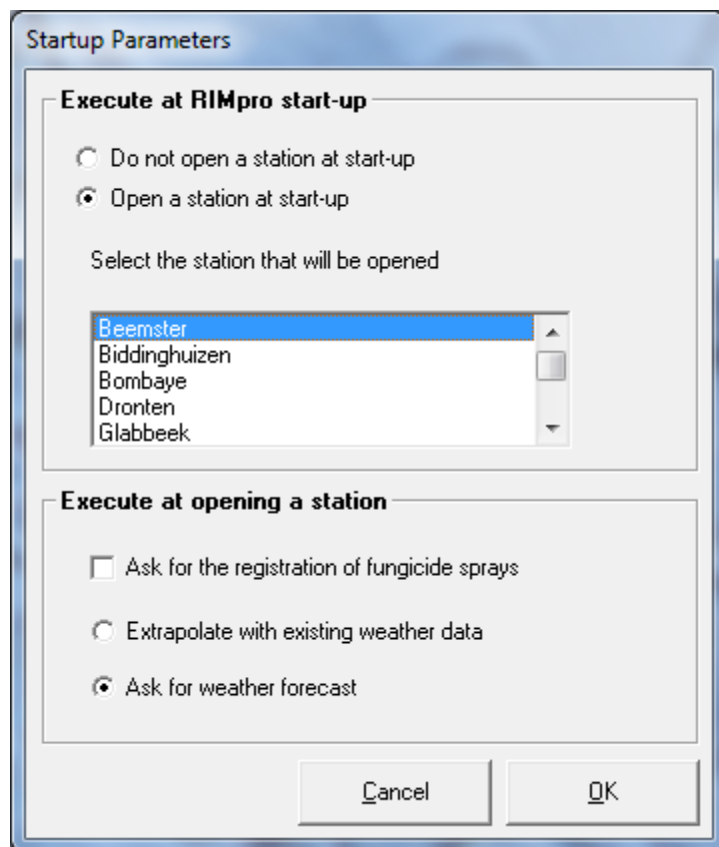 Startup Parameters
Execute at RIMpro start-up
Do not open a station at start-up
Open a station at start-up
Select the station that will be opened
Beemster
Biddinghuizen
Bombaye
Dronten
Glabbeek
Execute at opening a station
Ask for the registration of fungicide sprays
Extrapolate with existing weather data
Ask for weather forecast
Cancel
OK